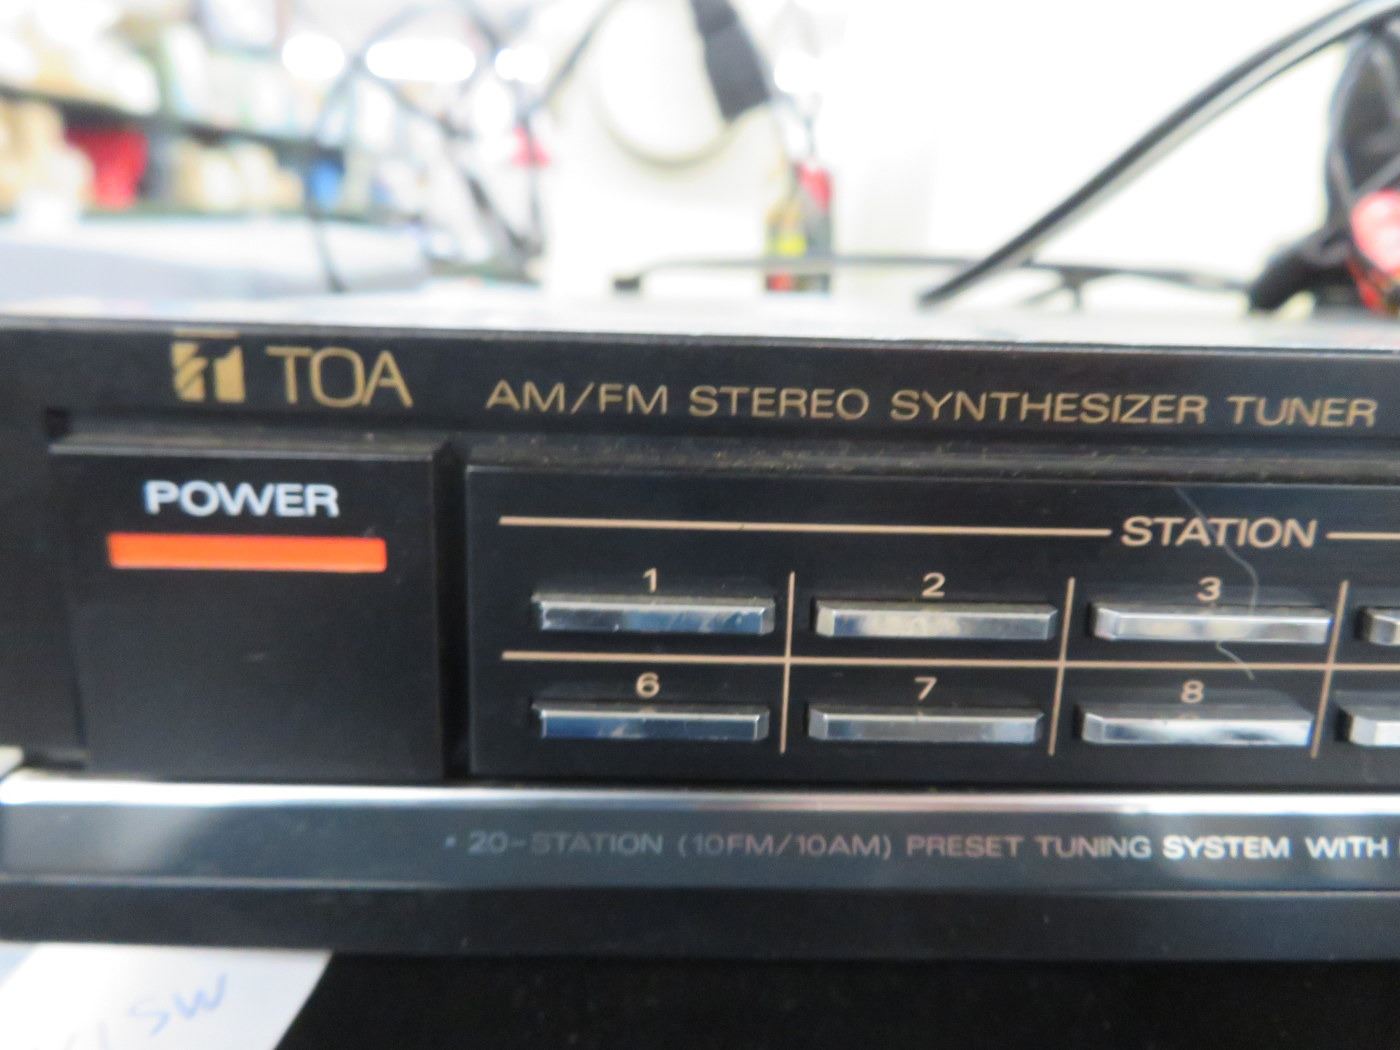 TOA AM/FM STEREO SYNTHESIZER TUNER
POWER
STATION
1 2 3
6 7 8
• 20-STATION (10FM/10AM) PRESET TUNING SYSTEM WITH
SW